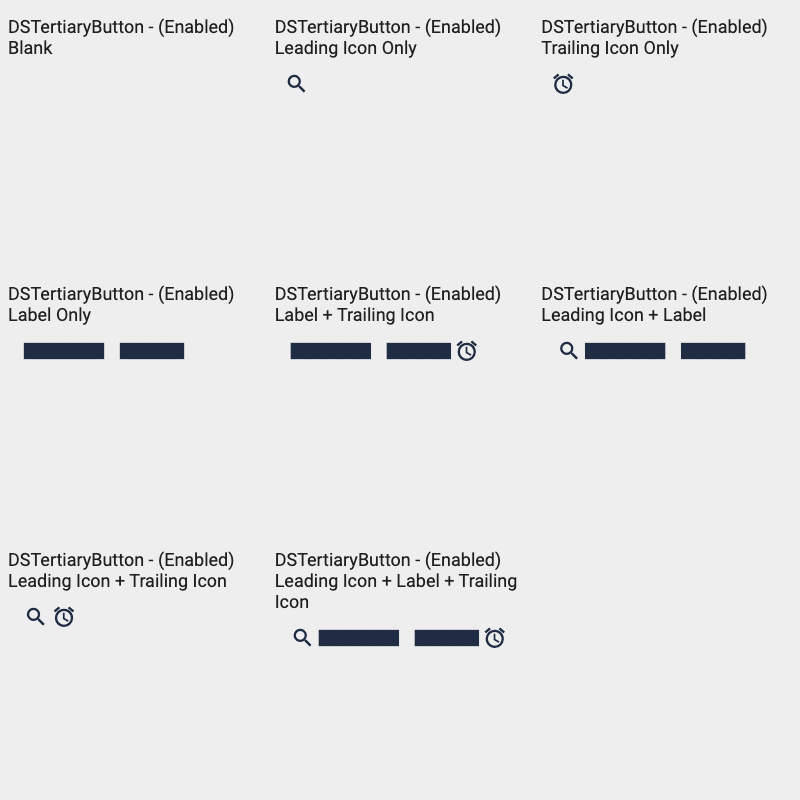 DSTertiaryButton - (Enabled)
Blank
DSTertiaryButton - (Enabled)
Leading Icon Only
DSTertiaryButton - (Enabled)
Trailing Icon Only
DSTertiaryButton - (Enabled)
Label Only
DSTertiaryButton - (Enabled)
Label + Trailing Icon
DSTertiaryButton - (Enabled)
Leading Icon + Label
DSTertiaryButton - (Enabled)
Leading Icon + Trailing Icon
DSTertiaryButton - (Enabled)
Leading Icon + Label + Trailing
Icon